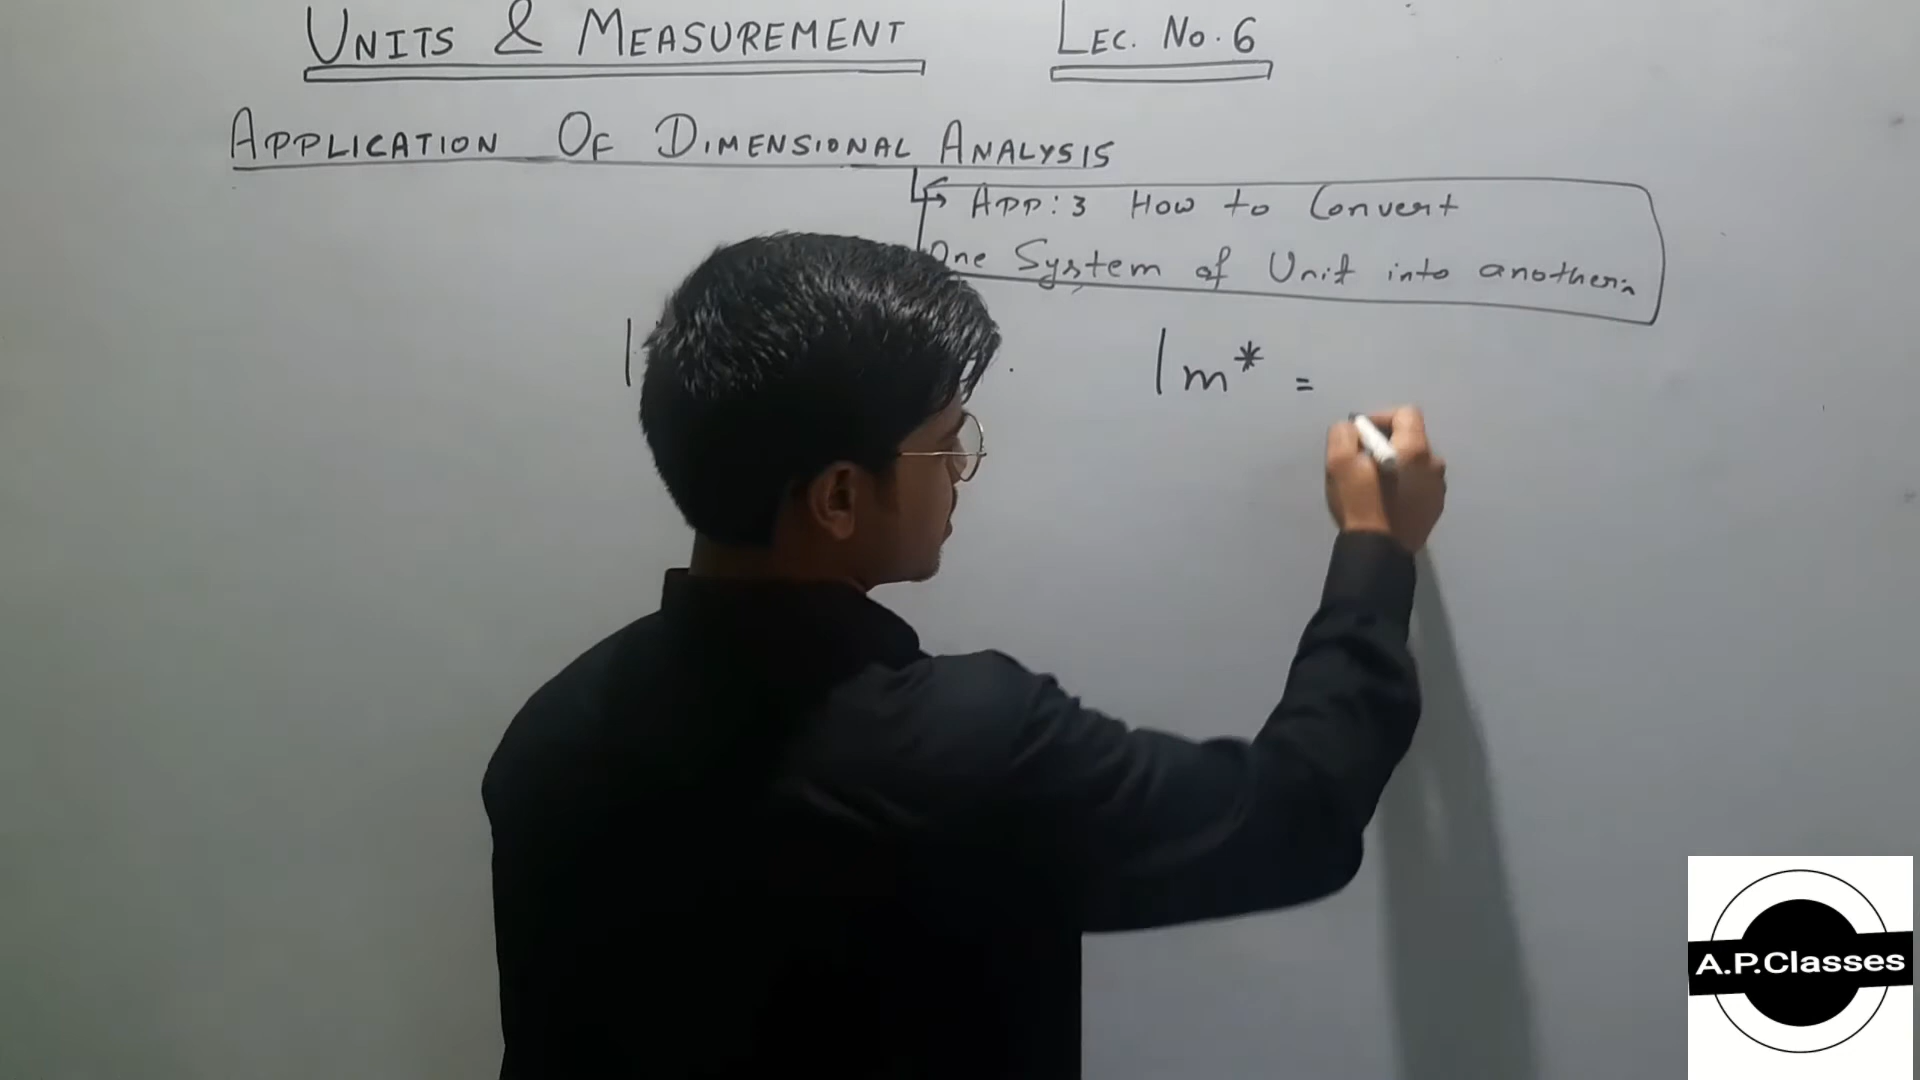 UNITS & MEASUREMENT LEC. NO. 6
APPLICATION OF DIMENSIONAL ANALYSIS
APP: 3 How to Convert
One System of Unit into another:
1 m* =
A.P.Classes